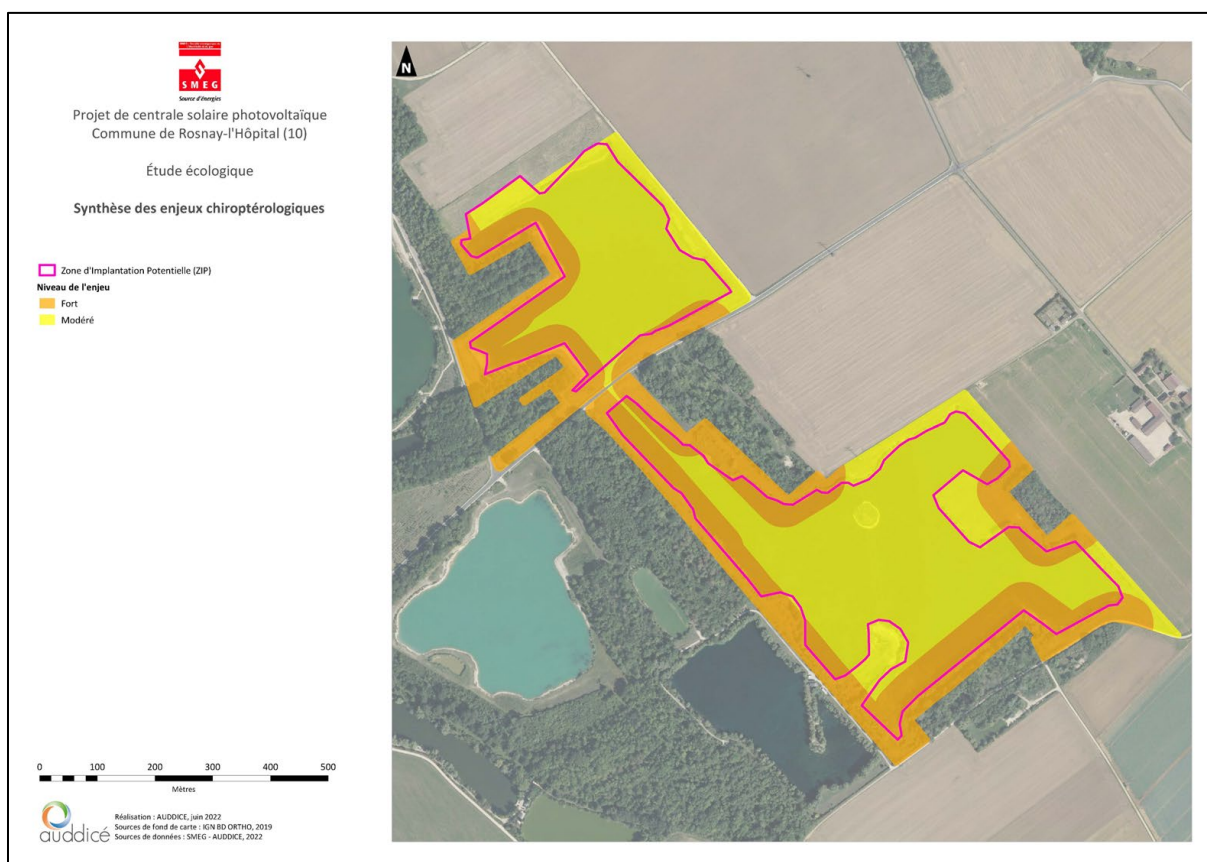 SMEG
Source d'énergies
Projet de centrale solaire photovoltaïque
Commune de Rosnay-l'Hôpital (10)
Étude écologique
Synthèse des enjeux chiroptérologiques
Zone d'Implantation Potentielle (ZIP)
Niveau de l'enjeu
Fort
Modéré
N
0 100 200 300 400 500
Mètres
auddicé
Réalisation : AUDDICE, juin 2022
Sources de fond de carte : IGN BD ORTHO, 2019
Sources de données : SMEG - AUDDICE, 2022